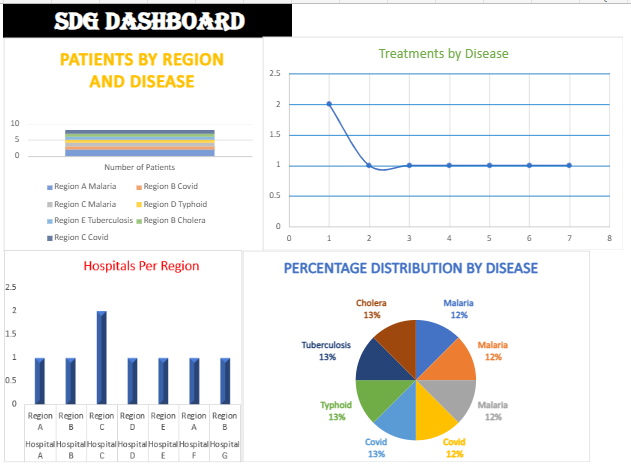 SDG DASHBOARD
PATIENTS BY REGION
AND DISEASE
10
5
0
Number of Patients
Region A Malaria
Region B Covid
Region C Malaria
Region D Typhoid
Region E Tuberculosis
Region B Cholera
Region C Covid
Treatments by Disease
2.5
2
1.5
1
0.5
0
0 1 2 3 4 5 6 7 8
Hospitals Per Region
2.5
2
1.5
1
0.5
0
Region Region Region Region Region Region Region
A B C D E A B
Hospital Hospital Hospital Hospital Hospital Hospital Hospital
A B C D E F G
PERCENTAGE DISTRIBUTION BY DISEASE
Cholera
13%
Malaria
12%
Tuberculosis
13%
Malaria
12%
Typhoid
13%
Malaria
12%
Covid
13%
Covid
12%